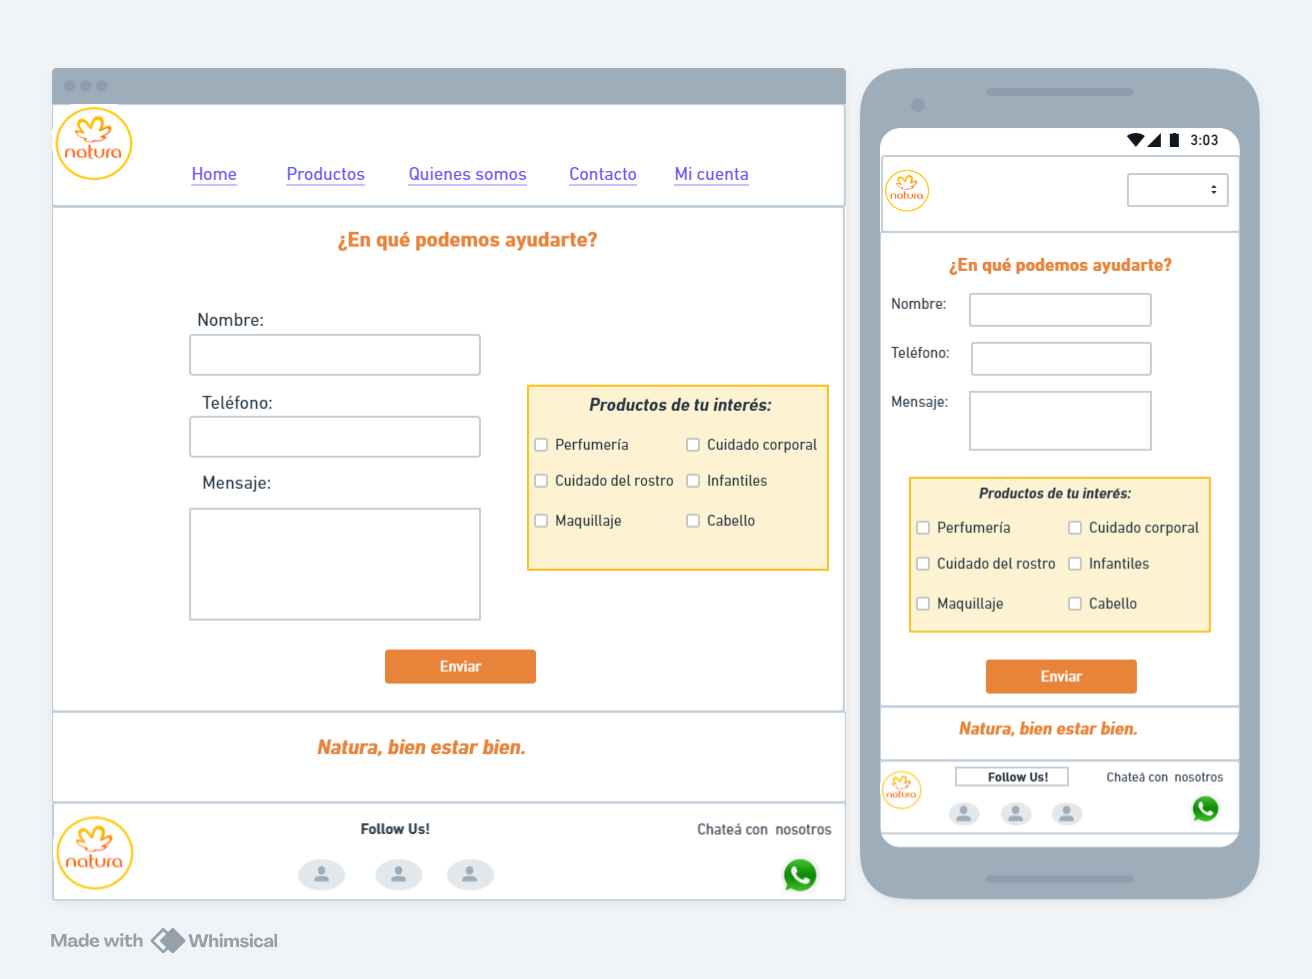 natura
Home Productos Quienes somos Contacto Mi cuenta
¿En qué podemos ayudarte?
Nombre:
Teléfono:
Mensaje:
Productos de tu interés:
Perfumería Cuidado corporal
Cuidado del rostro Infantiles
Maquillaje Cabello
Enviar
Natura, bien estar bien.
natura
Follow Us!
Chateá con nosotros
3:03
natura
¿En qué podemos ayudarte?
Nombre:
Teléfono:
Mensaje:
Productos de tu interés:
Perfumería Cuidado corporal
Cuidado del rostro Infantiles
Maquillaje Cabello
Enviar
Natura, bien estar bien.
natura
Follow Us!
Chateá con nosotros
Made with Whimsical